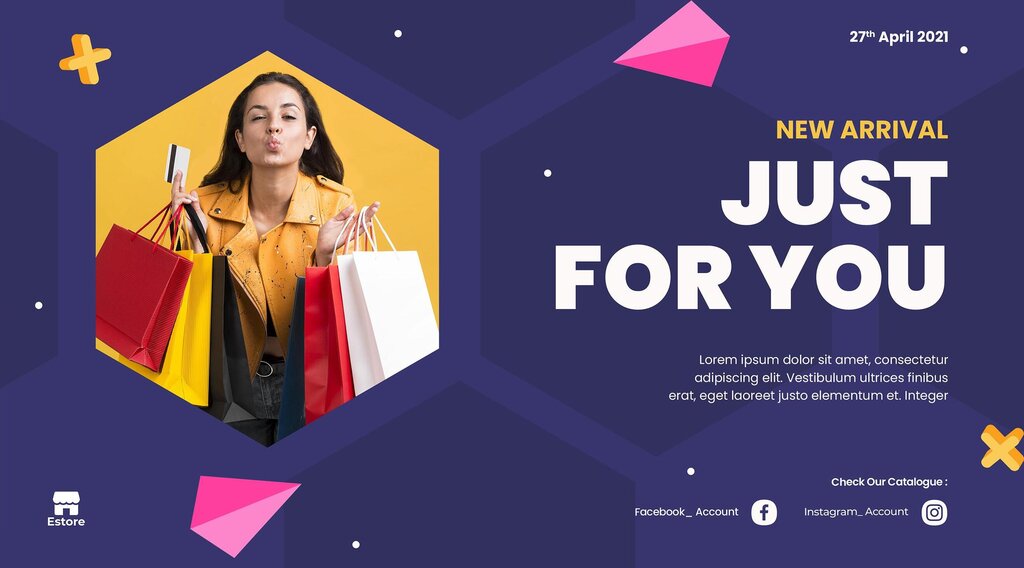 27th April 2021
NEW ARRIVAL
JUST
FOR YOU
Lorem ipsum dolor sit amet, consectetur
adipiscing elit. Vestibulum ultrices finibus
erat, eget laoreet justo elementum et. Integer
Check Our Catalogue :
Facebook_ Account
Instagram_ Account
Estore